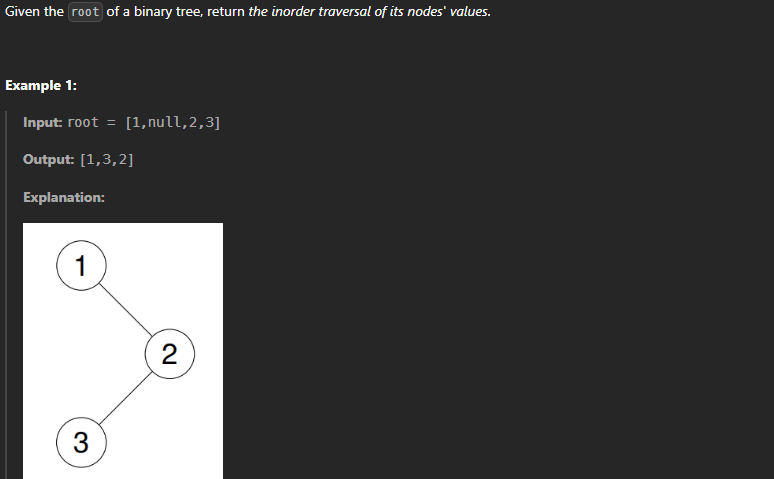 Given the root of a binary tree, return the inorder traversal of its nodes' values.
Example 1:
Input: root = [1,null,2,3]
Output: [1,3,2]
Explanation:
1
2
3